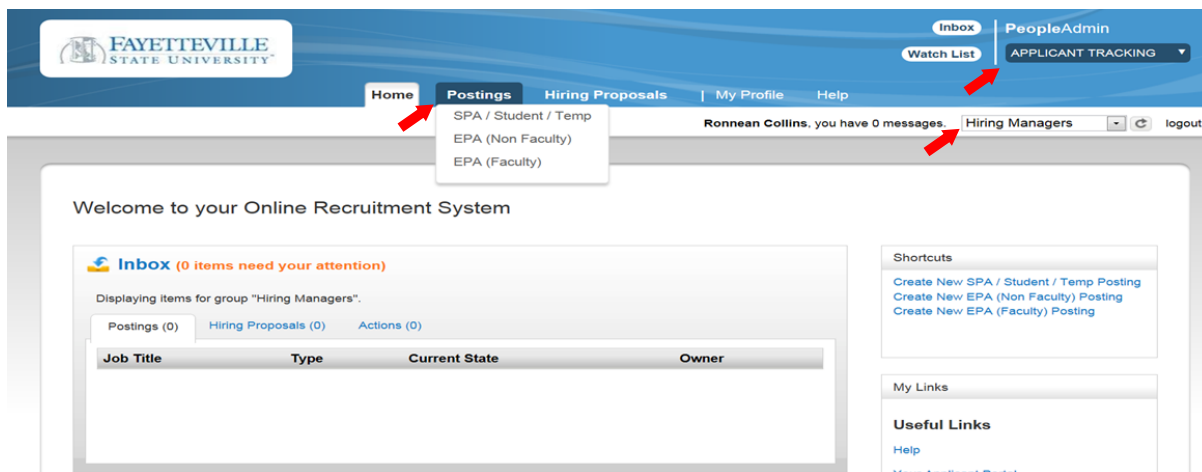 FAYETTEVILLE
STATE UNIVERSITY
Inbox
PeopleAdmin
Watch List
APPLICANT TRACKING
Home Postings Hiring Proposals | My Profile Help
SPA / Student / Temp
EPA (Non Faculty)
EPA (Faculty)
Ronnean Collins, you have 0 messages. Hiring Managers logout
Welcome to your Online Recruitment System
Inbox (0 items need your attention)
Displaying items for group "Hiring Managers".
Postings (0) Hiring Proposals (0) Actions (0)
Job Title Type Current State Owner
Shortcuts
Create New SPA / Student / Temp Posting
Create New EPA (Non Faculty) Posting
Create New EPA (Faculty) Posting
My Links
Useful Links
Help
Your Applicant Portal